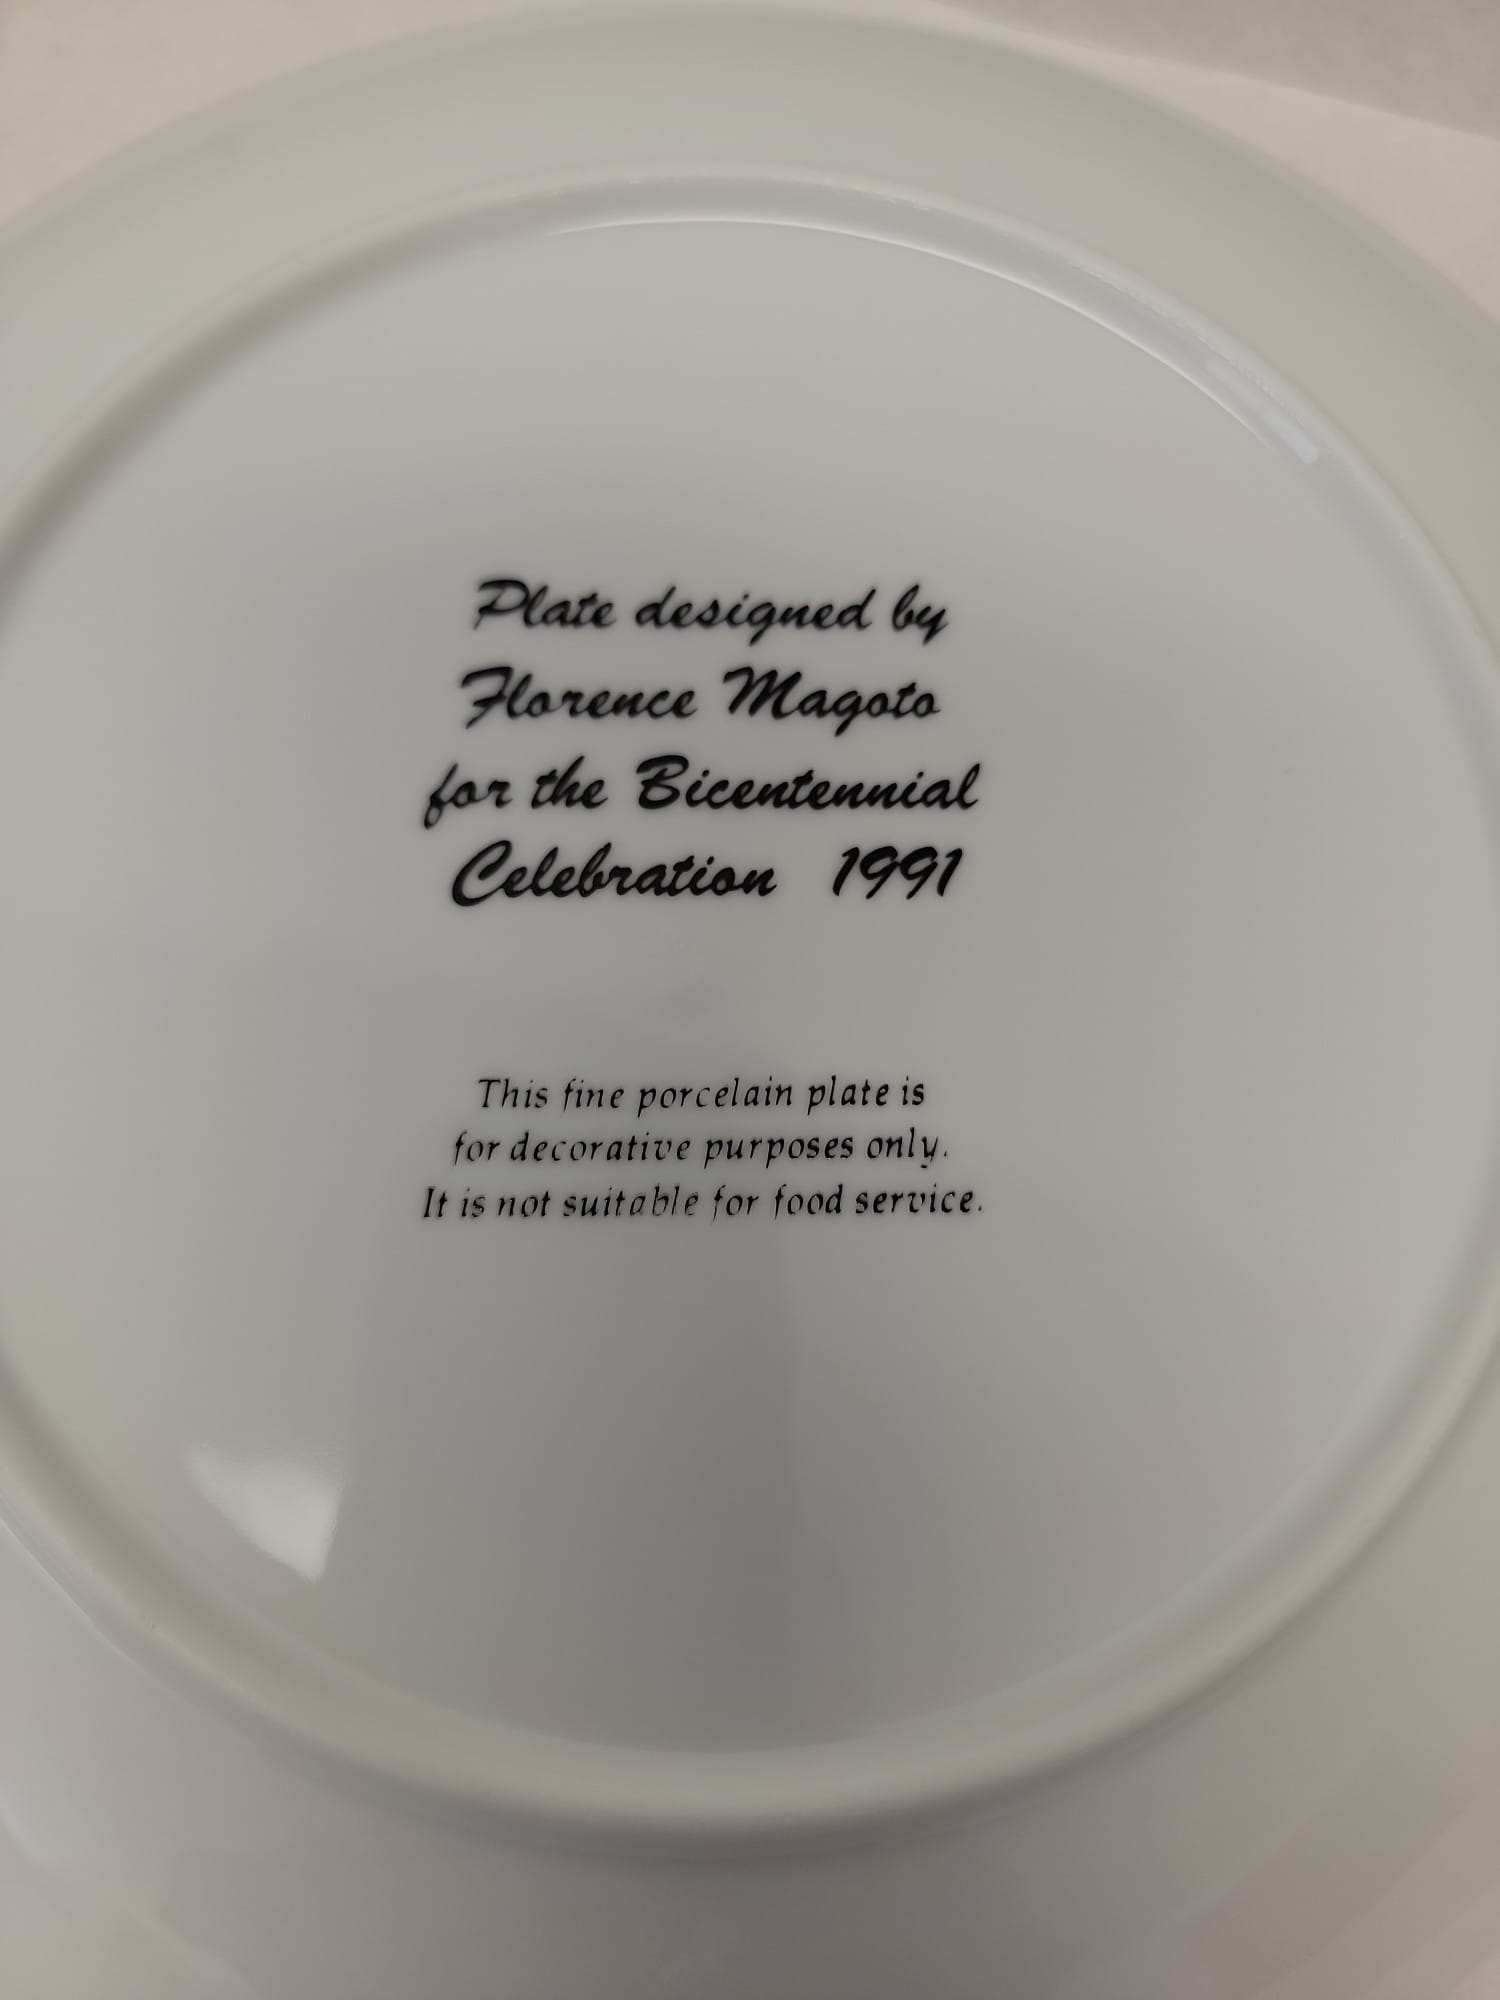 Plate designed by
Florence Magoto
for the Bicentennial
Celebration 1991
This fine porcelain plate is
for decorative purposes only.
It is not suitable for food service.